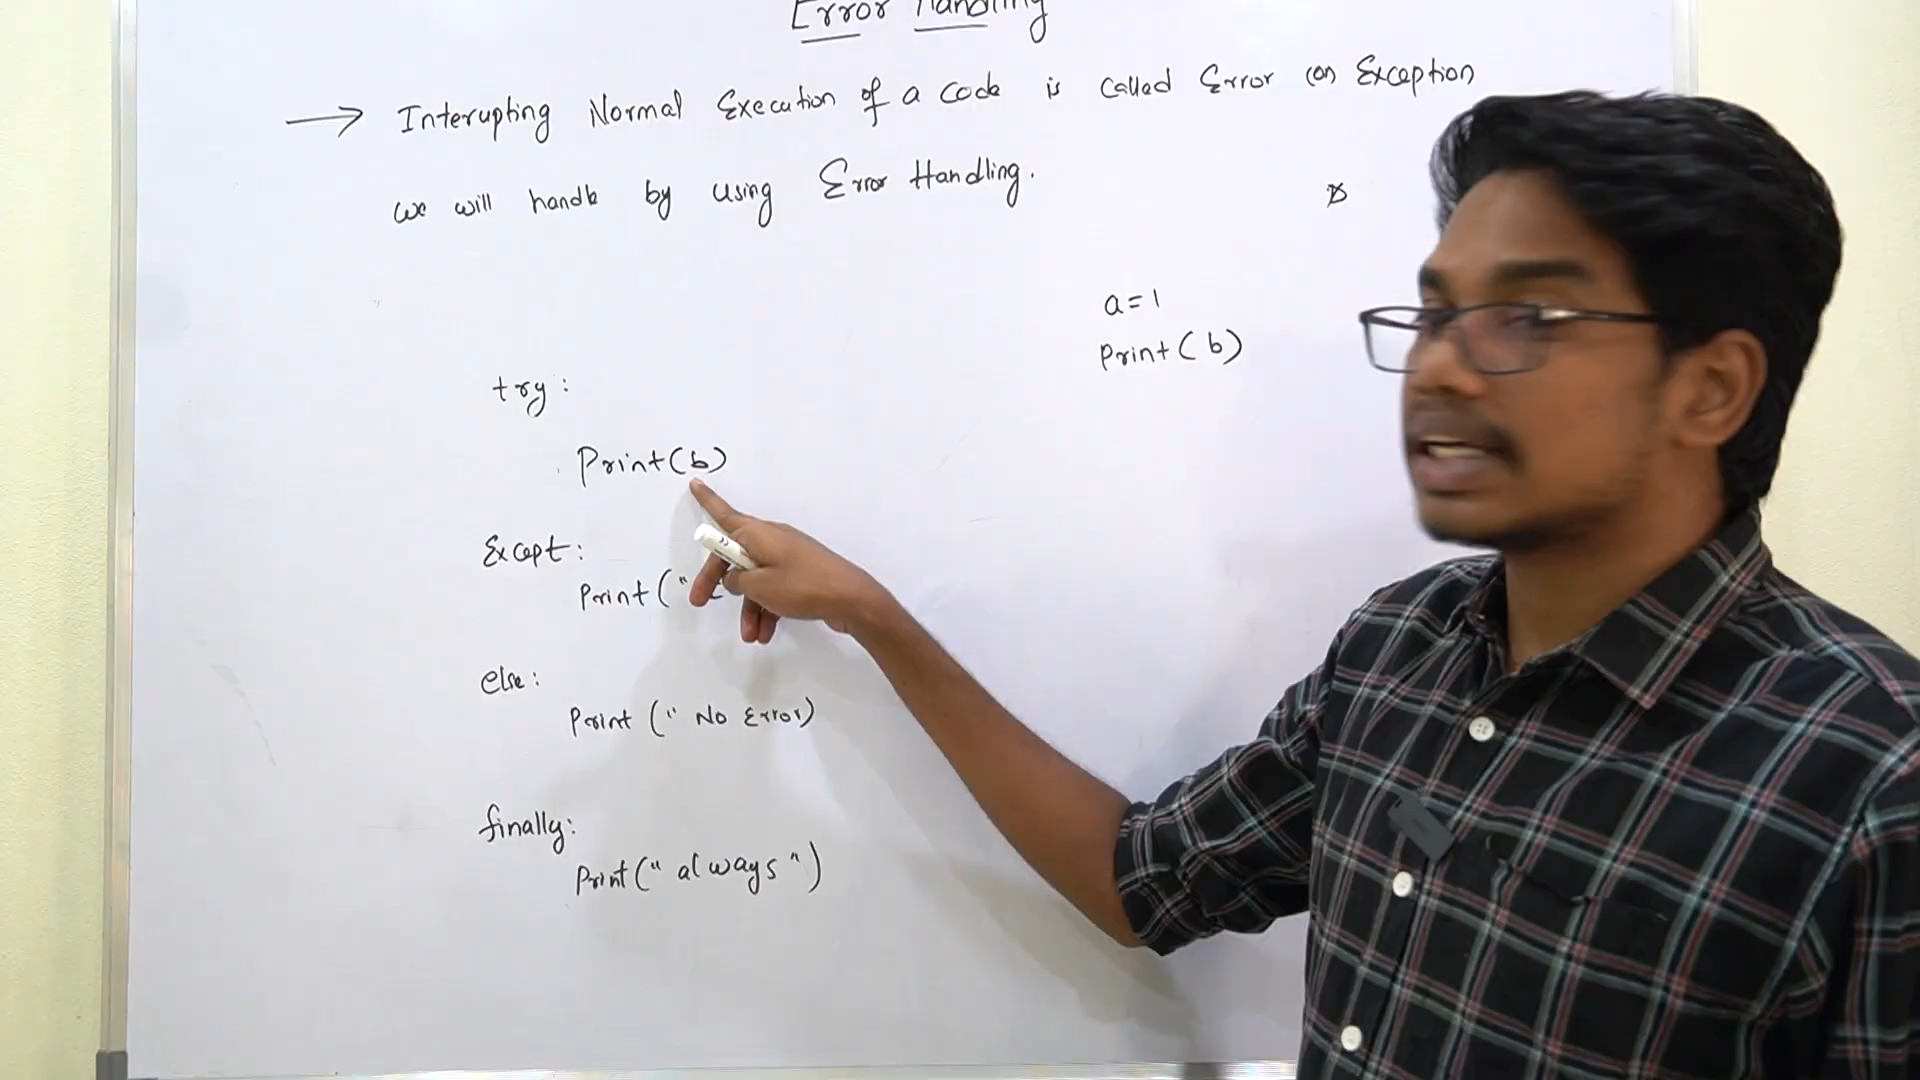 Error Handling
→ Interupting Normal Execution of a code is called Error (or) Exception
we will handle by using Error Handling.
a=1
Print(b)
try:
Print(b)
Except:
Print("
else:
Print (" No Error)
finally:
Print(" always ")